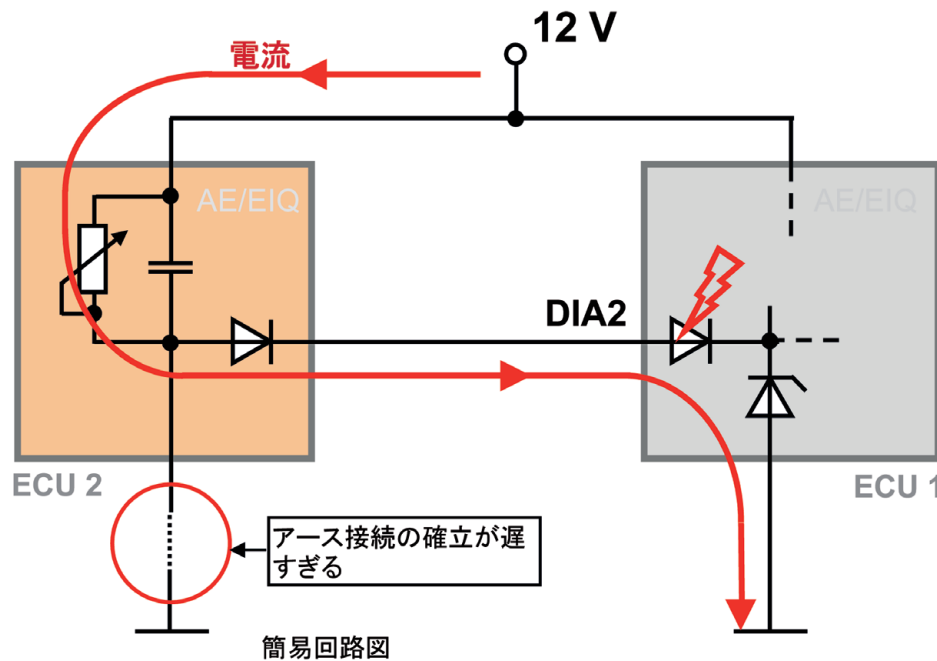 12 V
電流
AE/EIQ
AE/EIQ
DIA2
ECU 2
ECU 1
アース接続の確立が遅
すぎる
簡易回路図